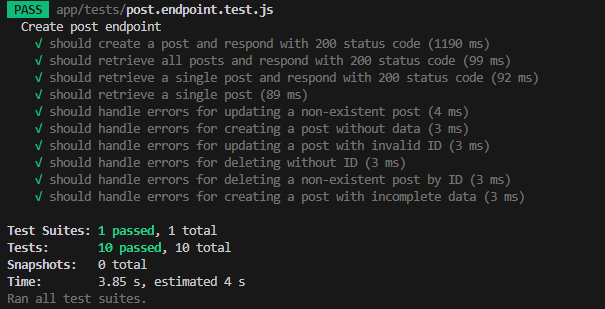 PASS app/tests/post.endpoint.test.js
Create post endpoint
√ should create a post and respond with 200 status code (1190 ms)
√ should retrieve all posts and respond with 200 status code (99 ms)
√ should retrieve a single post and respond with 200 status code (92 ms)
√ should retrieve a single post (89 ms)
√ should handle errors for updating a non-existent post (4 ms)
√ should handle errors for creating a post without data (3 ms)
√ should handle errors for updating a post with invalid ID (3 ms)
√ should handle errors for deleting without ID (3 ms)
√ should handle errors for deleting a non-existent post by ID (3 ms)
√ should handle errors for creating a post with incomplete data (3 ms)
Test Suites: 1 passed, 1 total
Tests: 10 passed, 10 total
Snapshots: 0 total
Time: 3.85 s, estimated 4 s
Ran all test suites.